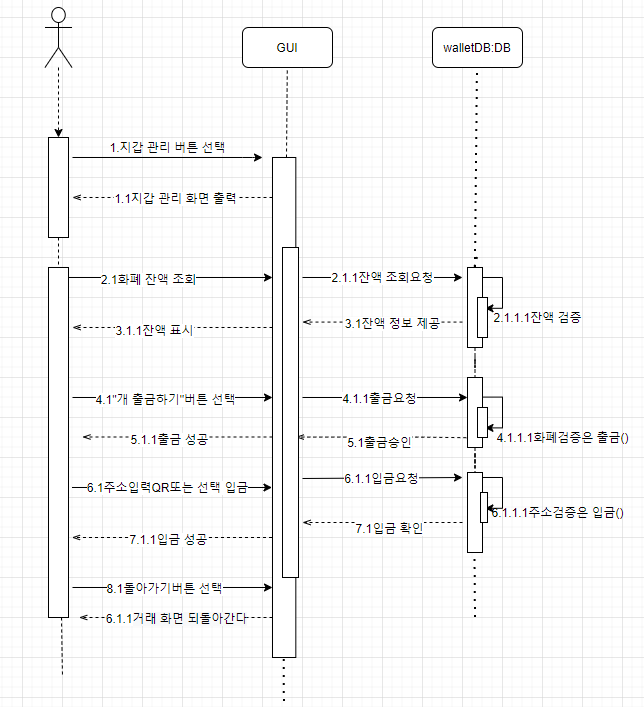 GUI
walletDB:DB
1.지갑 관리 버튼 선택
1.1지갑 관리 화면 출력
2.1화폐 잔액 조회
2.1.1잔액 조회요청
2.1.1.1잔액 검증
3.1잔액 정보 제공
3.1.1잔액 표시
4.1"개 출금하기"버튼 선택
4.1.1출금요청
4.1.1.1화폐검증은 출금()
5.1출금승인
5.1.1출금 성공
6.1주소입력QR또는 선택 입금
6.1.1입금요청
6.1.1.1주소검증은 입금()
7.1입금 확인
7.1.1입금 성공
8.1돌아가기버튼 선택
6.1.1거래 화면 되돌아간다